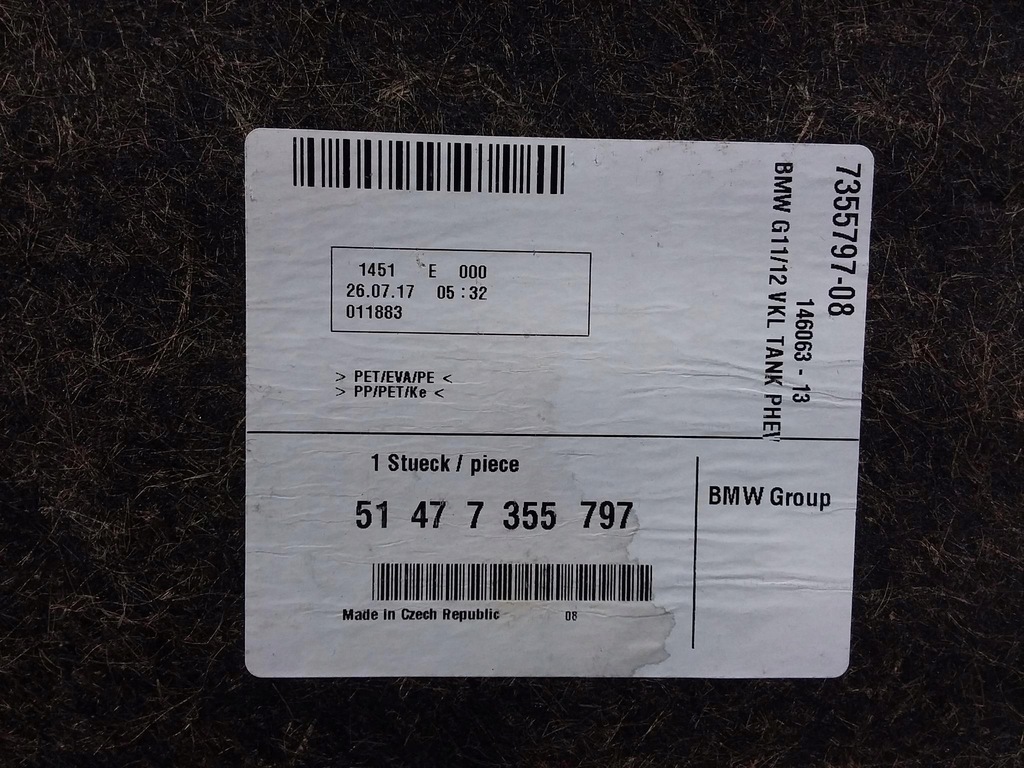 1451 E 000
26.07.17 05:32
011883
> PET/EVA/PE <
> PP/PET/Ke <
7355797-08
146063 - 13
BMW G11/12 VKL TANK PHEV
1 Stueck / piece
51 47 7 355 797
Made in Czech Republic 08
BMW Group